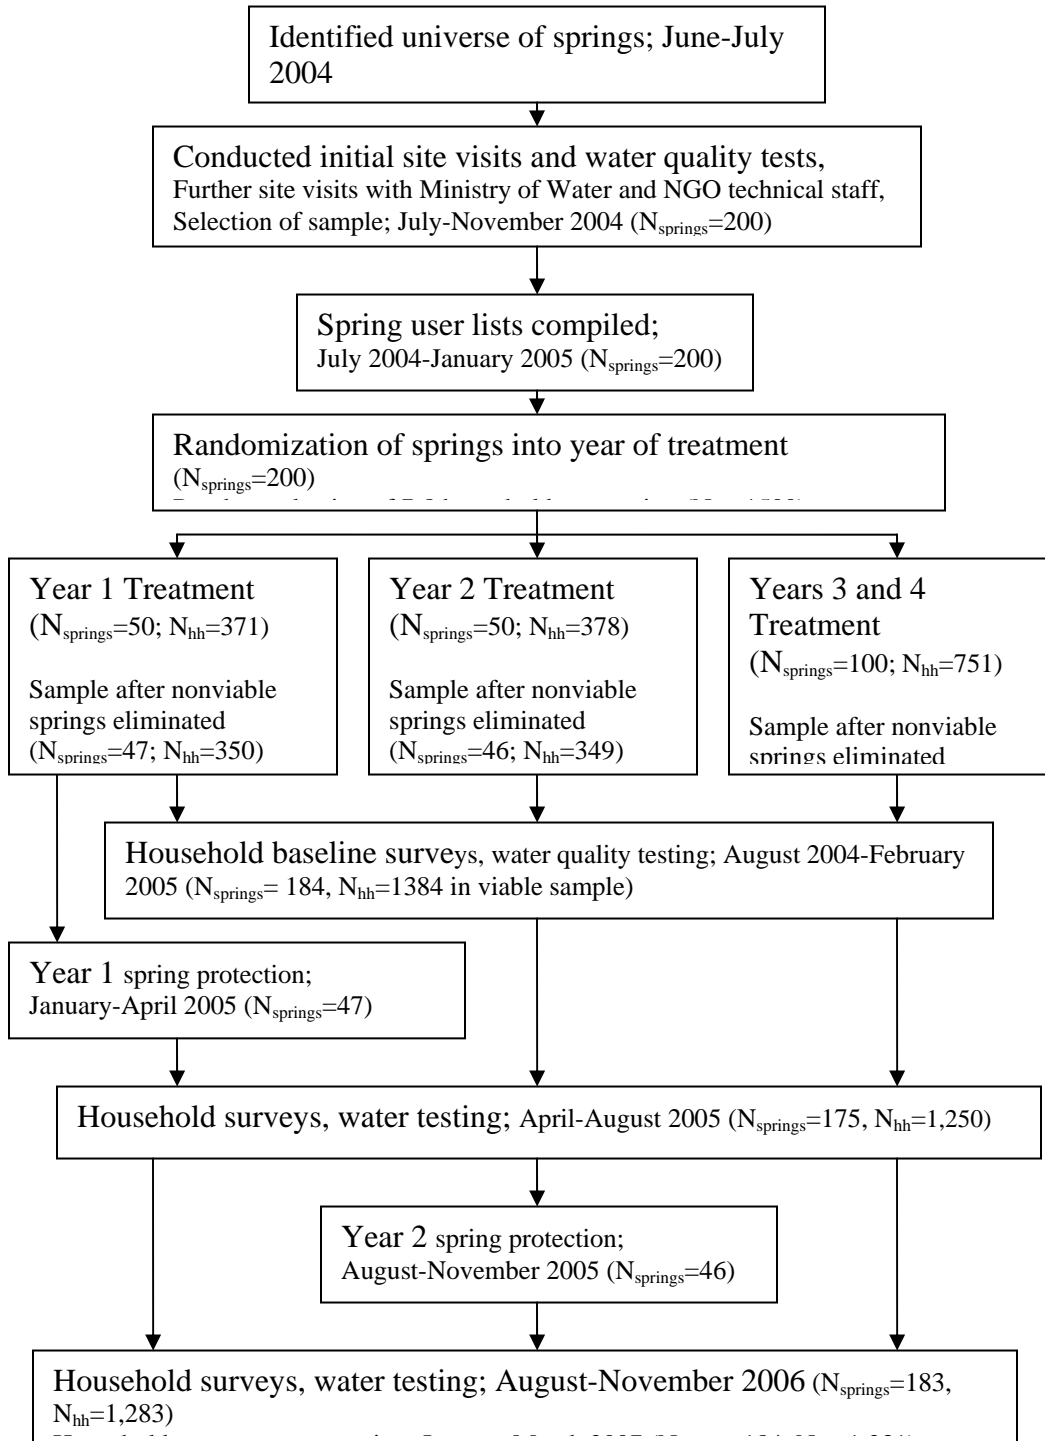 Identified universe of springs; June-July
2004
Conducted initial site visits and water quality tests,
Further site visits with Ministry of Water and NGO technical staff,
Selection of sample; July-November 2004 (Nsprings=200)
Spring user lists compiled;
July 2004-January 2005 (Nsprings=200)
Randomization of springs into year of treatment
(Nsprings=200)
Year 1 Treatment
(Nsprings=50; Nhh=371)
Sample after nonviable
springs eliminated
(Nsprings=47; Nhh=350)
Year 2 Treatment
(Nsprings=50; Nhh=378)
Sample after nonviable
springs eliminated
(Nsprings=46; Nhh=349)
Years 3 and 4
Treatment
(Nsprings=100; Nhh=751)
Sample after nonviable
springs eliminated
Household baseline surveys, water quality testing; August 2004-February
2005 (Nsprings= 184, Nhh=1384 in viable sample)
Year 1 spring protection;
January-April 2005 (Nsprings=47)
Household surveys, water testing; April-August 2005 (Nsprings=175, Nhh=1,250)
Year 2 spring protection;
August-November 2005 (Nsprings=46)
Household surveys, water testing; August-November 2006 (Nsprings=183,
Nhh=1,283)